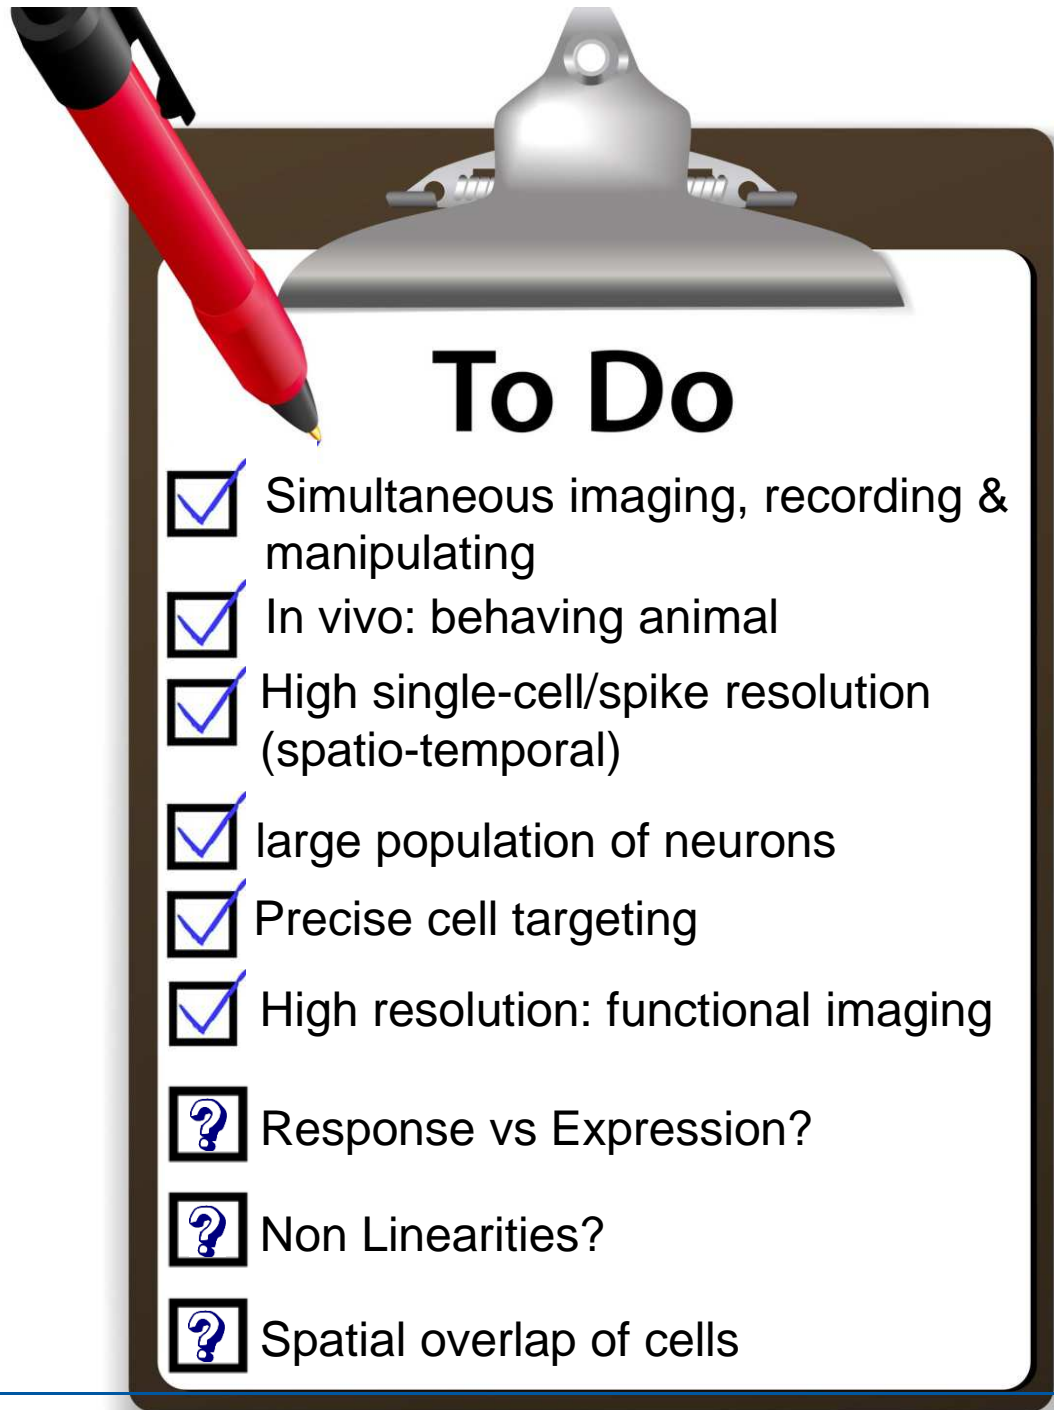 To Do
Simultaneous imaging, recording &
manipulating
In vivo: behaving animal
High single-cell/spike resolution
(spatio-temporal)
large population of neurons
Precise cell targeting
High resolution: functional imaging
? Response vs Expression?
? Non Linearities?
? Spatial overlap of cells